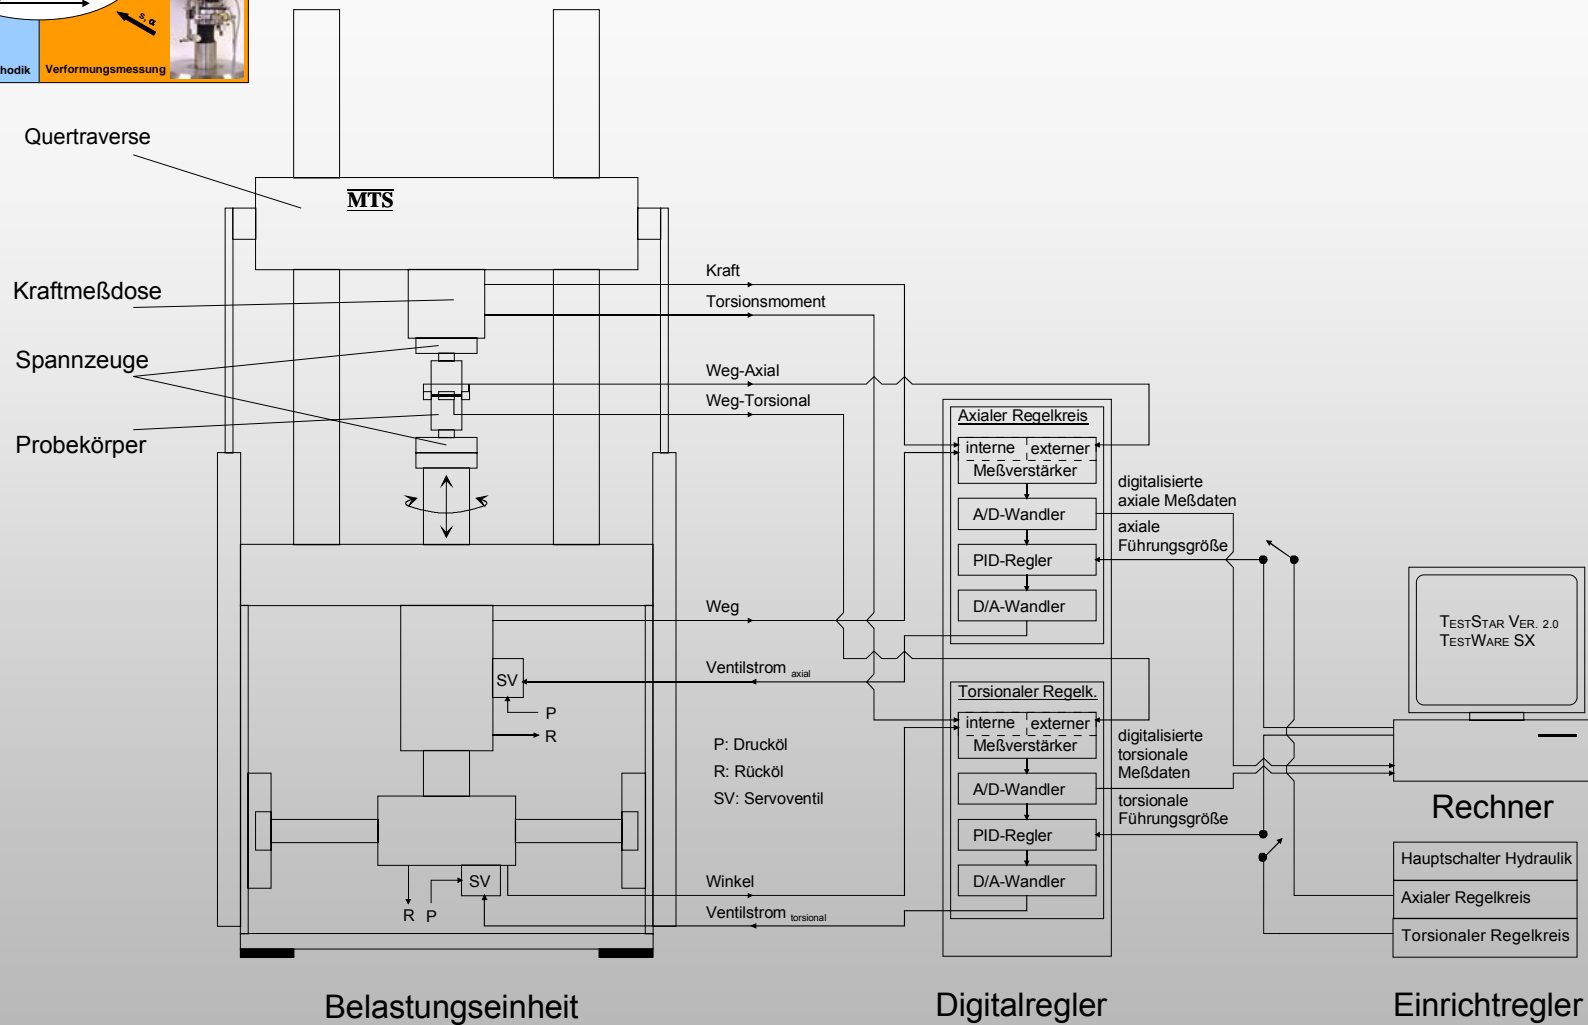 s, α
hodik
Verformungsmessung
Quertraverse
MTS
Kraftmeßdose
Spannzeuge
Probekörper
Kraft
Torsionsmoment
Weg-Axial
Weg-Torsional
Axialer Regelkreis
interne externer
Meßverstärker
A/D-Wandler
PID-Regler
D/A-Wandler
digitalisierte
axiale Meßdaten
axiale
Führungsgröße
Weg
Ventilstrom axial
SV
P
R
P: Drucköl
R: Rücköl
SV: Servoventil
Torsionaler Regelk.
interne externer
Meßverstärker
A/D-Wandler
PID-Regler
D/A-Wandler
digitalisierte
torsionale
Meßdaten
torsionale
Führungsgröße
SV
R P
Winkel
Ventilstrom torsional
TestStar Ver. 2.0
TestWare SX
Rechner
Hauptschalter Hydraulik
Axialer Regelkreis
Torsionaler Regelkreis
Belastungseinheit
Digitalregler
Einrichtregler